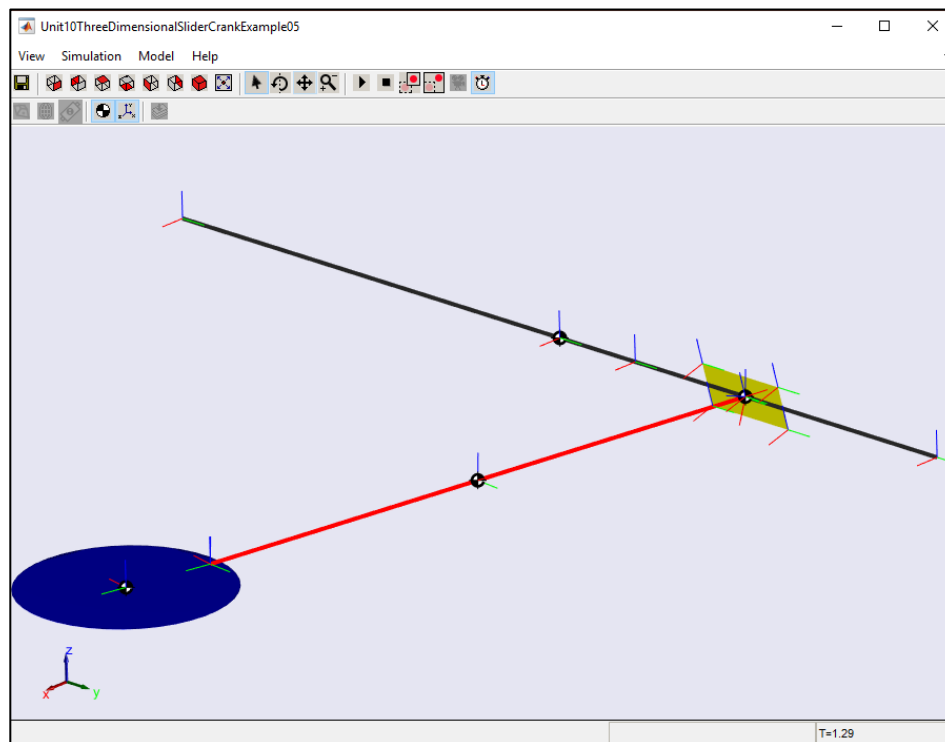 Unit10ThreeDimensionalSliderCrankExample05
View Simulation Model Help
z
x
y
T=1.29